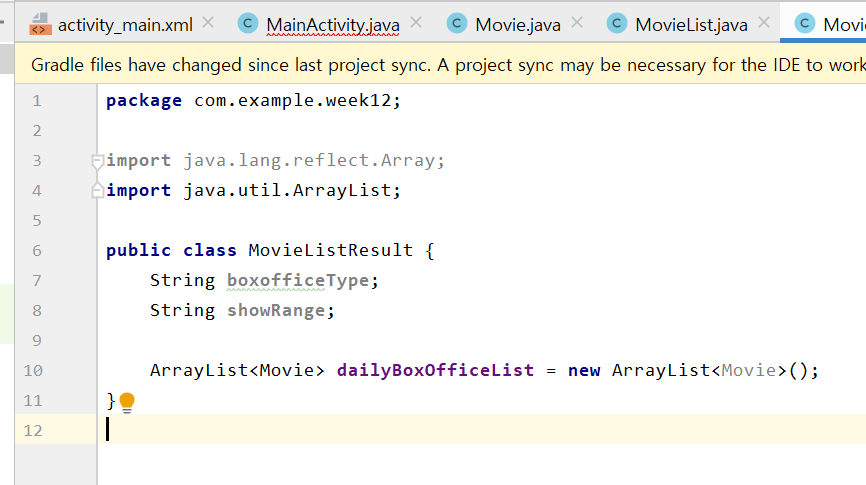 activity_main.xml MainActivity.java Movie.java MovieList.java
Gradle files have changed since last project sync. A project sync may be necessary for the IDE to work
1 package com.example.week12;
2
3 import java.lang.reflect.Array;
4 import java.util.ArrayList;
5
6 public class MovieListResult {
7 String boxofficeType;
8 String showRange;
9
10 ArrayList<Movie> dailyBoxOfficeList = new ArrayList<Movie>();
11 }
12